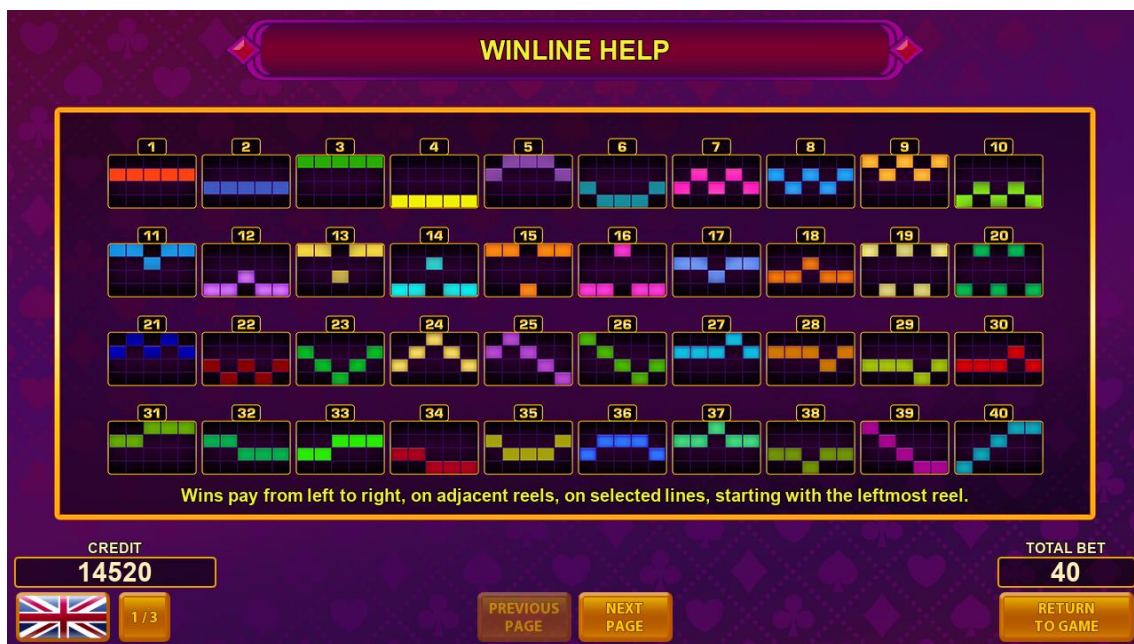 WINLINE HELP
1 2 3 4 5 6 7 8 9 10
11 12 13 14 15 16 17 18 19 20
21 22 23 24 25 26 27 28 29 30
31 32 33 34 35 36 37 38 39 40
Wins pay from left to right, on adjacent reels, on selected lines, starting with the leftmost reel.
CREDIT
14520
TOTAL BET
40
1 / 3
PREVIOUS
PAGE
NEXT
PAGE
RETURN
TO GAME